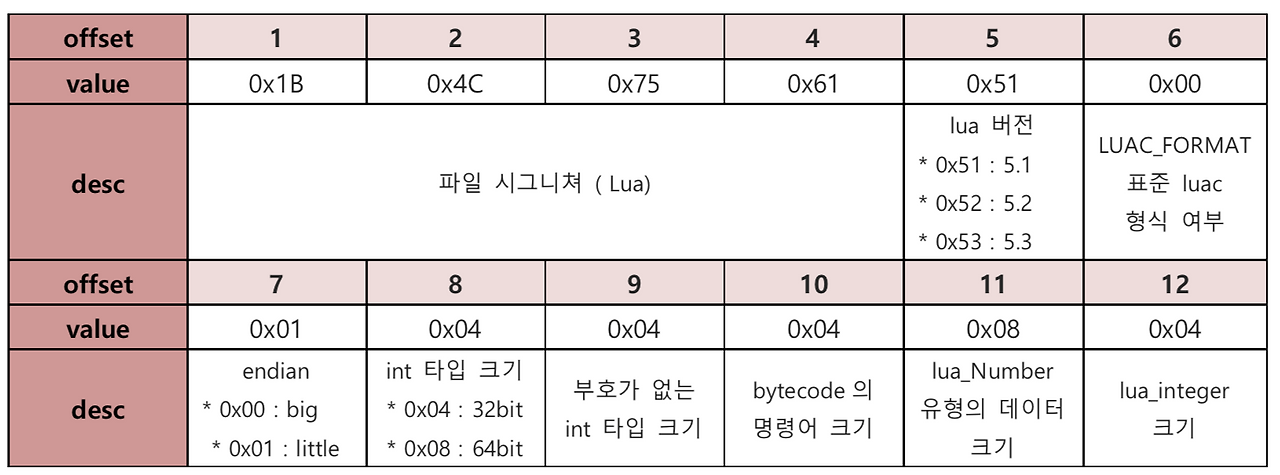 offset 1 2 3 4 5 6
value 0x1B 0x4C 0x75 0x61 0x51 0x00
desc
파일 시그니쳐 ( Lua)
lua 버전
* 0x51 : 5.1
* 0x52 : 5.2
* 0x53 : 5.3
LUAC_FORMAT
표준 luac
형식 여부
offset 7 8 9 10 11 12
value 0x01 0x04 0x04 0x04 0x08 0x04
desc
endian
* 0x00 : big
* 0x01 : little
int 타입 크기
* 0x04 : 32bit
* 0x08 : 64bit
부호가 없는
int 타입 크기
bytecode 의
명령어 크기
lua_Number
유형의 데이터
크기
lua_integer
크기